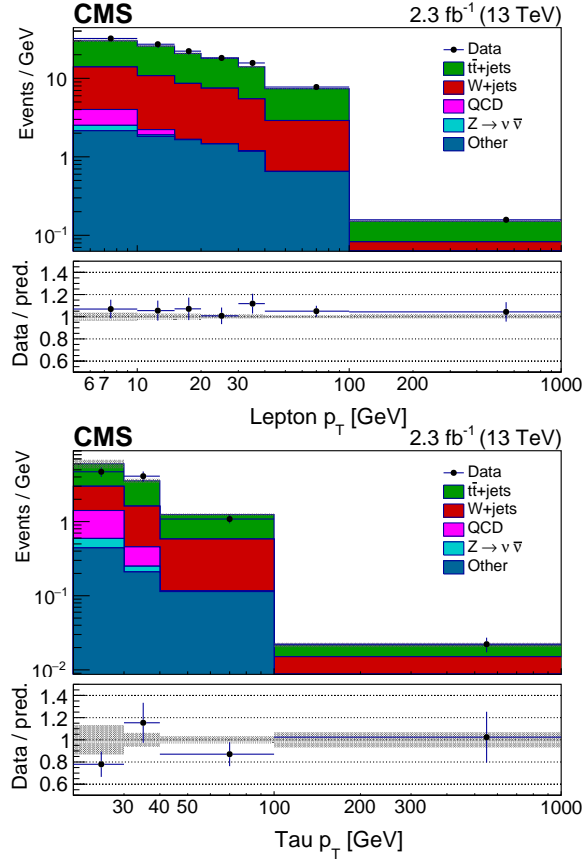 CMS 2.3 fb⁻¹ (13 TeV)
Events / GeV
10
1
10⁻¹
Data
tt̄+jets
W+jets
QCD
Z → ν ν̄
Other
Data / pred.
1.4
1.2
1
0.8
0.6
6 7 10 20 30 100 200 1000
Lepton p_T [GeV]
CMS 2.3 fb⁻¹ (13 TeV)
Events / GeV
1
10⁻¹
10⁻²
Data
tt̄+jets
W+jets
QCD
Z → ν ν̄
Other
Data / pred.
1.4
1.2
1
0.8
0.6
30 40 50 100 200 300 1000
Tau p_T [GeV]